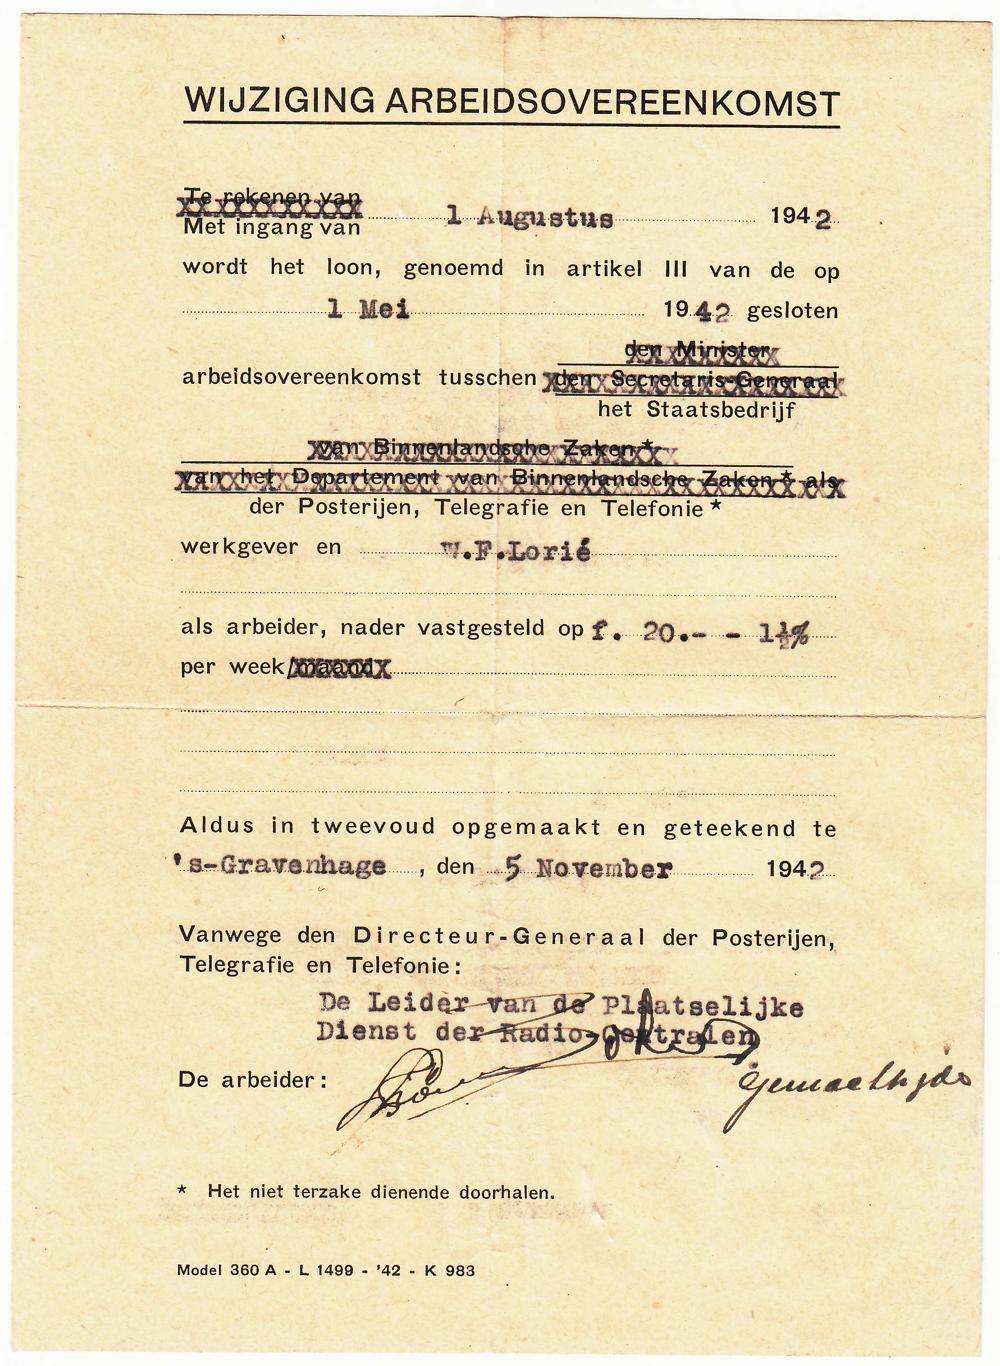 WIJZIGING ARBEIDSOVEREENKOMST
Te rekenen van
Met ingang van 1 Augustus 1942
wordt het loon, genoemd in artikel III van de op
1 Mei 1942 gesloten
den Minister
arbeidsovereenkomst tusschen den Secretaris-Generaal
het Staatsbedrijf
van Binnenlandsche Zaken*
van het Departement van Binnenlandsche Zaken* als
der Posterijen, Telegrafie en Telefonie*
werkgever en W.F.Lorié
als arbeider, nader vastgesteld op f. 20.- - 1½%
per week/maand
Aldus in tweevoud opgemaakt en geteekend te
's-Gravenhage, den 5 November 1942
Vanwege den Directeur-Generaal der Posterijen,
Telegrafie en Telefonie:
De Leider van de Plaatselijke
Dienst der Radio-Centralen
De arbeider:
gemachtigde
* Het niet terzake dienende doorhalen.
Model 360 A - L 1499 - '42 - K 983